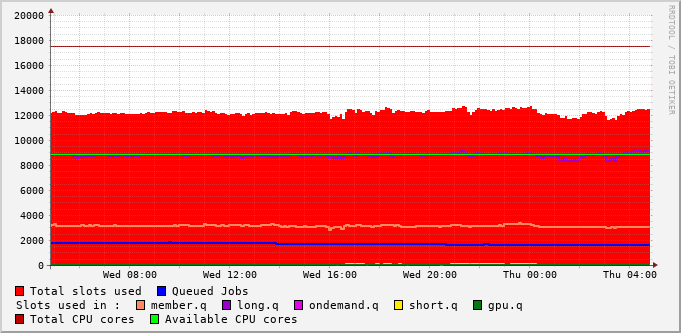 RRDTOOL / TOBI OETIKER
20000
18000
16000
14000
12000
10000
8000
6000
4000
2000
0
Wed 08:00 Wed 12:00 Wed 16:00 Wed 20:00 Thu 00:00 Thu 04:00
Total slots used Queued Jobs
Slots used in : member.q long.q ondemand.q short.q gpu.q
Total CPU cores Available CPU cores